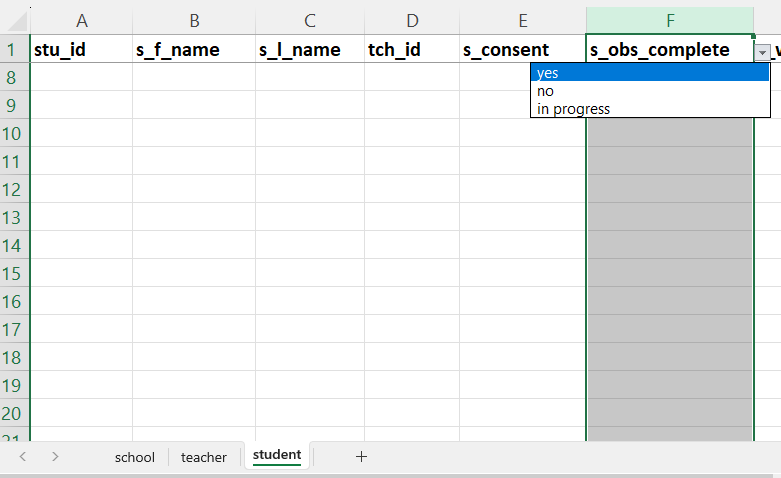 A B C D E F
1 stu_id s_f_name s_l_name tch_id s_consent s_obs_complete
yes
no
in progress
8
9
10
11
12
13
14
15
16
17
18
19
20
21
school teacher student